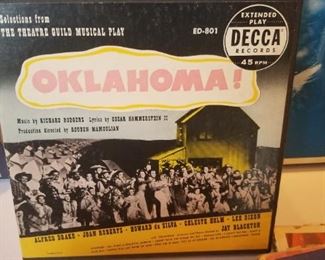 Selections from
THE THEATRE GUILD MUSICAL PLAY
ED-801
EXTENDED
PLAY
DECCA
RECORDS
45 RPM
OKLAHOMA!
Music by RICHARD RODGERS Lyrics by OSCAR HAMMERSTEIN II
Production directed by ROUBEN MAMOULIAN
ALFRED DRAKE · JOAN ROBERTS · HOWARD da SILVA · CELESTE HOLM · LEE DIXON
JAY BLACKTON